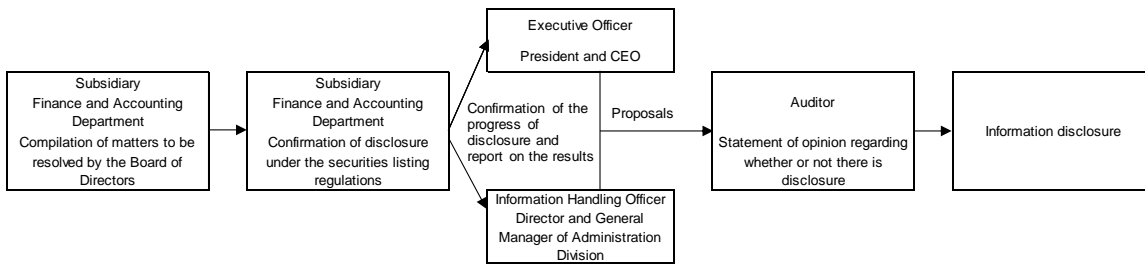 Subsidiary
Finance and Accounting
Department
Compilation of matters to be
resolved by the Board of
Directors
Subsidiary
Finance and Accounting
Department
Confirmation of disclosure
under the securities listing
regulations
Executive Officer
President and CEO
Confirmation of the
progress of
disclosure and
report on the results
Information Handling Officer
Director and General
Manager of Administration
Division
Proposals
Auditor
Statement of opinion regarding
whether or not there is
disclosure
Information disclosure